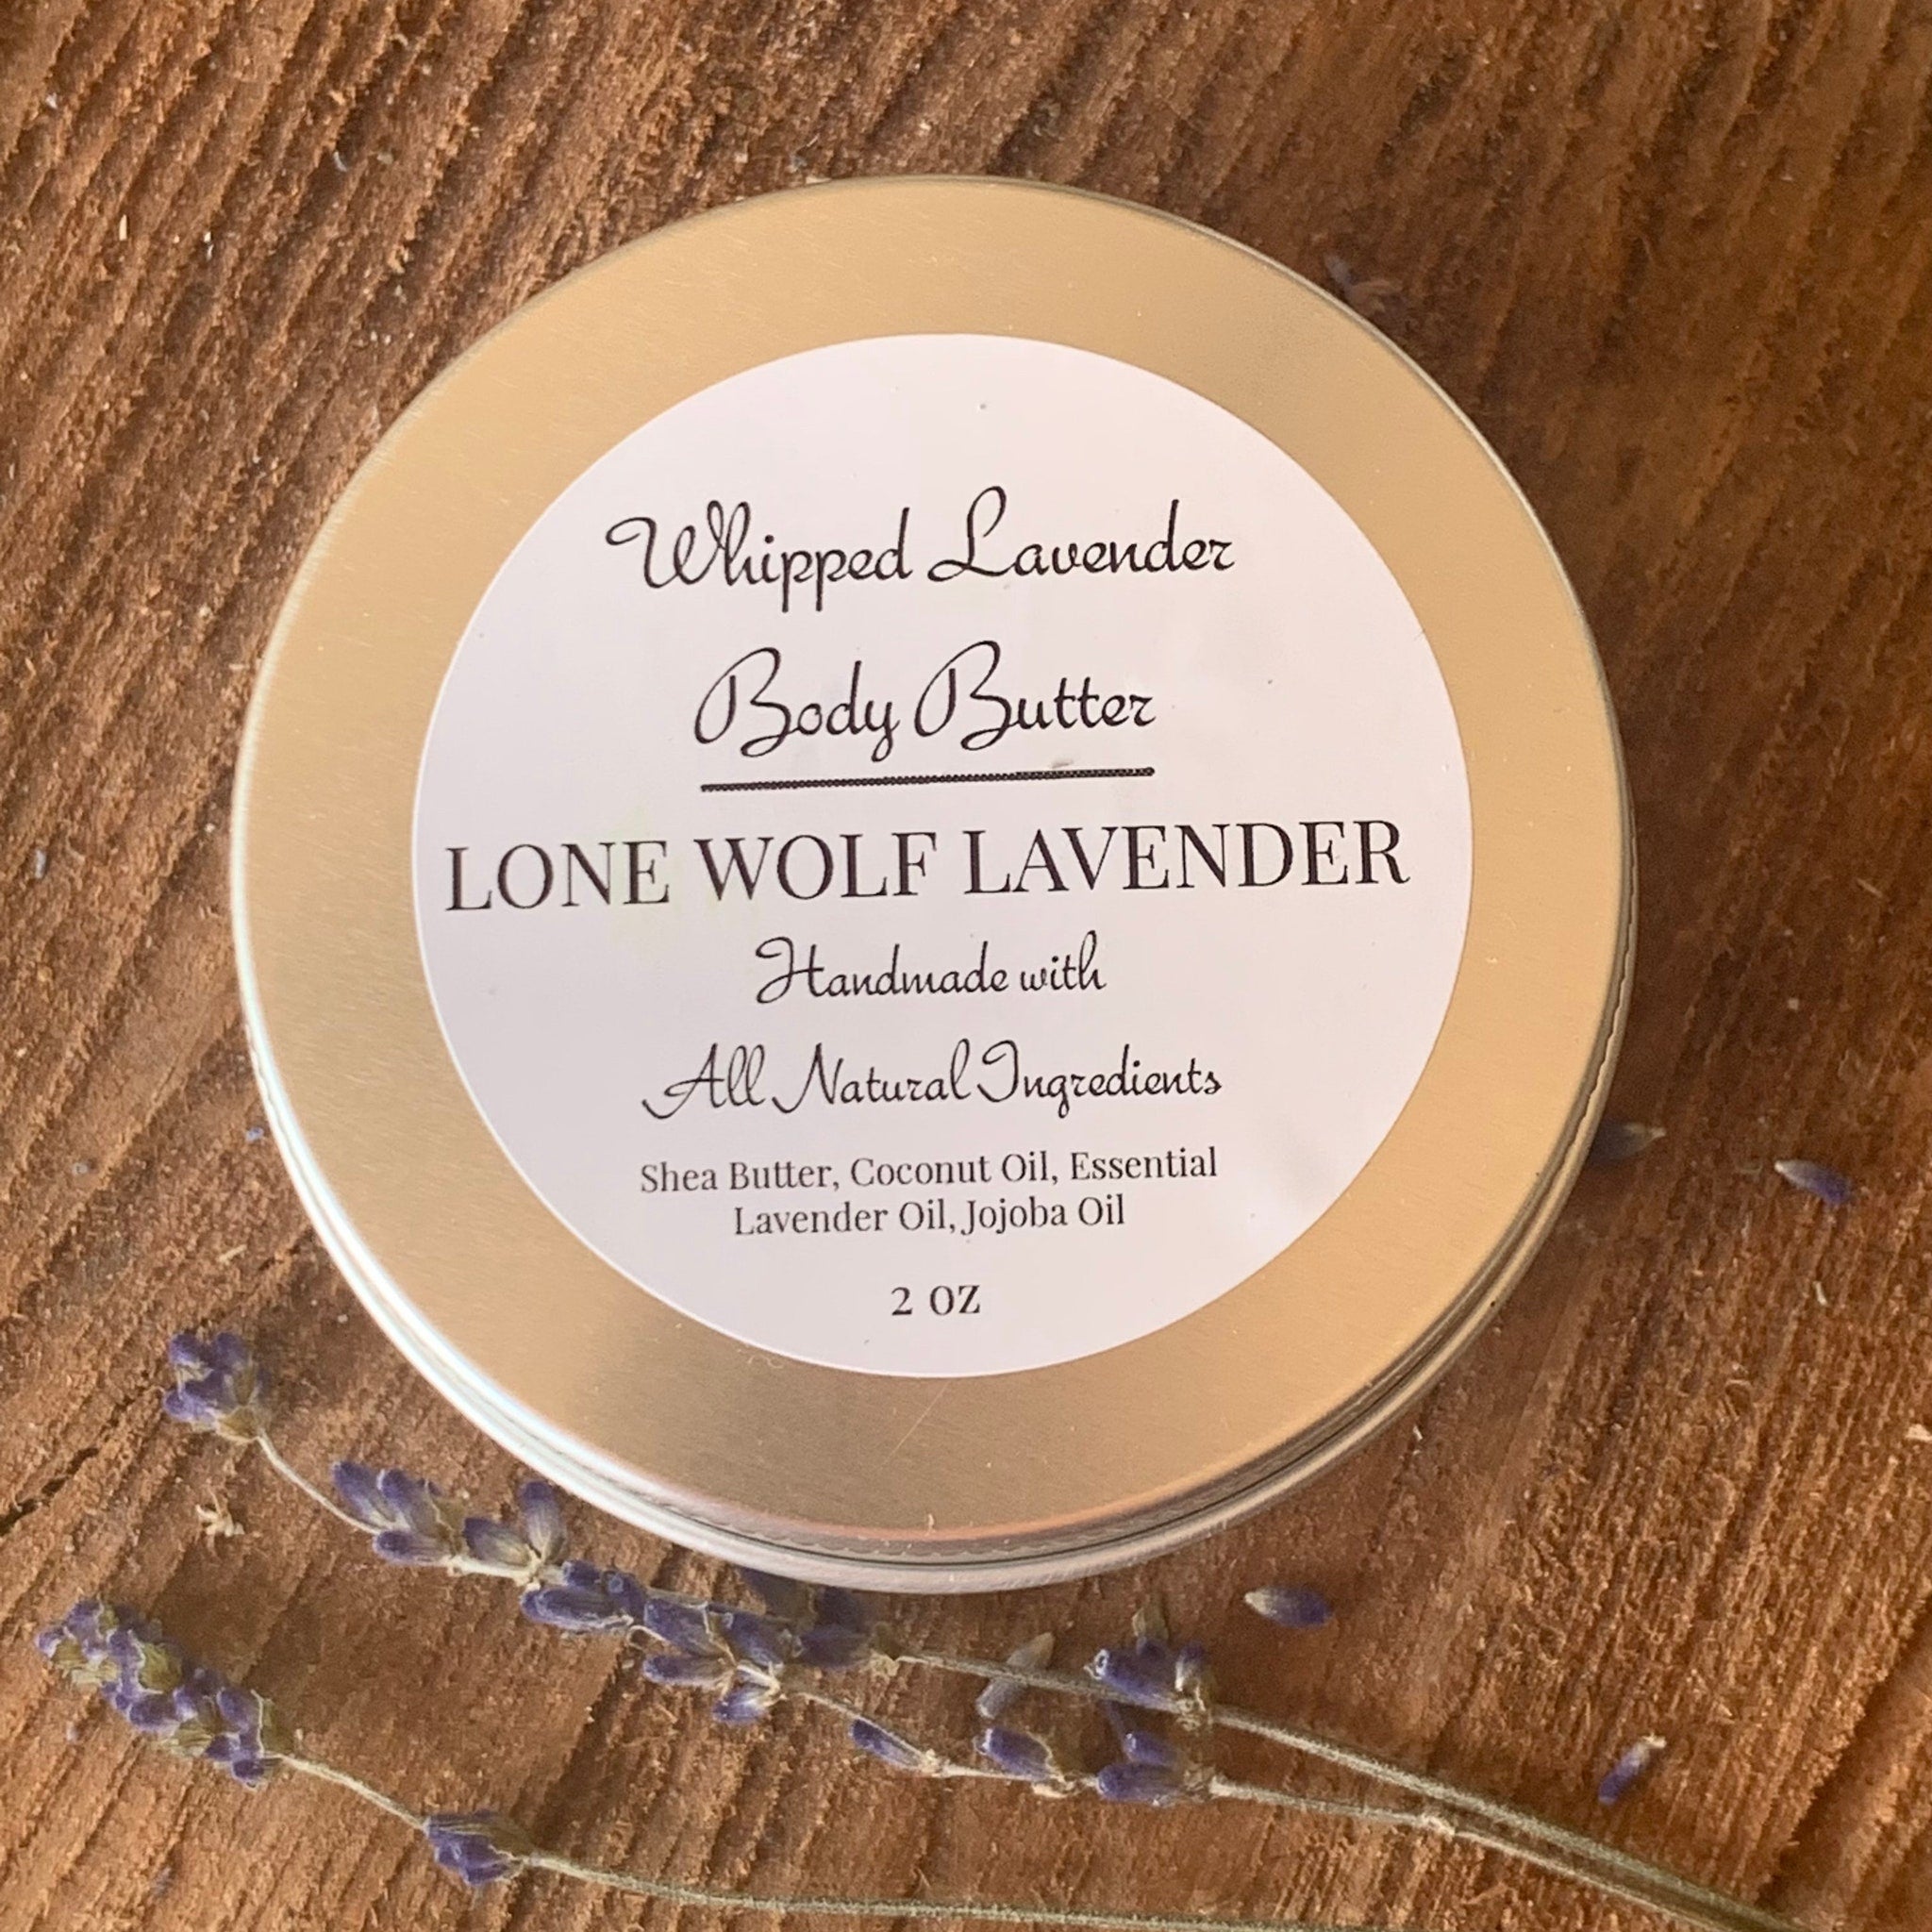 Whipped Lavender
Body Butter
LONE WOLF LAVENDER
Handmade with
All Natural Ingredients
Shea Butter, Coconut Oil, Essential
Lavender Oil, Jojoba Oil
2 OZ